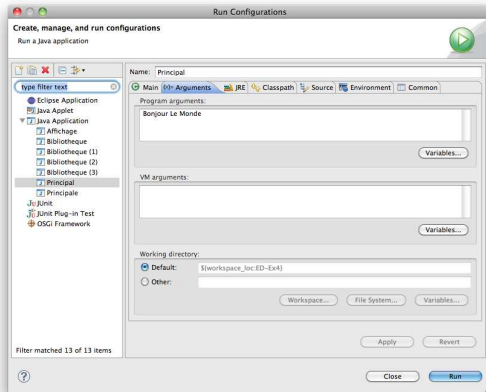 Run Configurations
Create, manage, and run configurations
Run a Java application
type filter text
Eclipse Application
Java Applet
Java Application
Affichage
Bibliotheque
Bibliotheque (1)
Bibliotheque (2)
Bibliotheque (3)
Principal
Principale
JUnit
JUnit Plug-in Test
OSGi Framework
Filter matched 13 of 13 items
Name: Principal
Main (x)= Arguments JRE Classpath Source Environment Common
Program arguments:
Bonjour Le Monde
Variables...
VM arguments:
Variables...
Working directory:
Default: ${workspace_loc:ED-Ex4}
Other:
Workspace... File System... Variables...
Apply Revert
Close Run